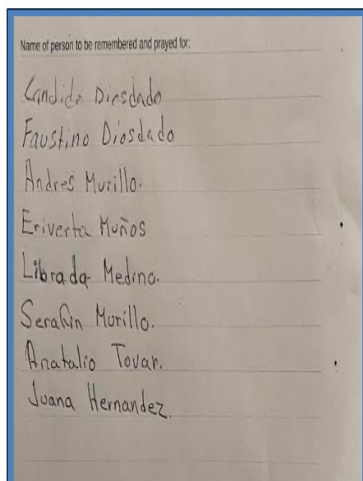 Name of person to be remembered and prayed for:
Candido Diosdado
Faustino Diosdado
Andres Murillo.
Eriverta Muños
Librada Medina.
Serafin Murillo.
Anatalio Tovar.
Juana Hernandez.